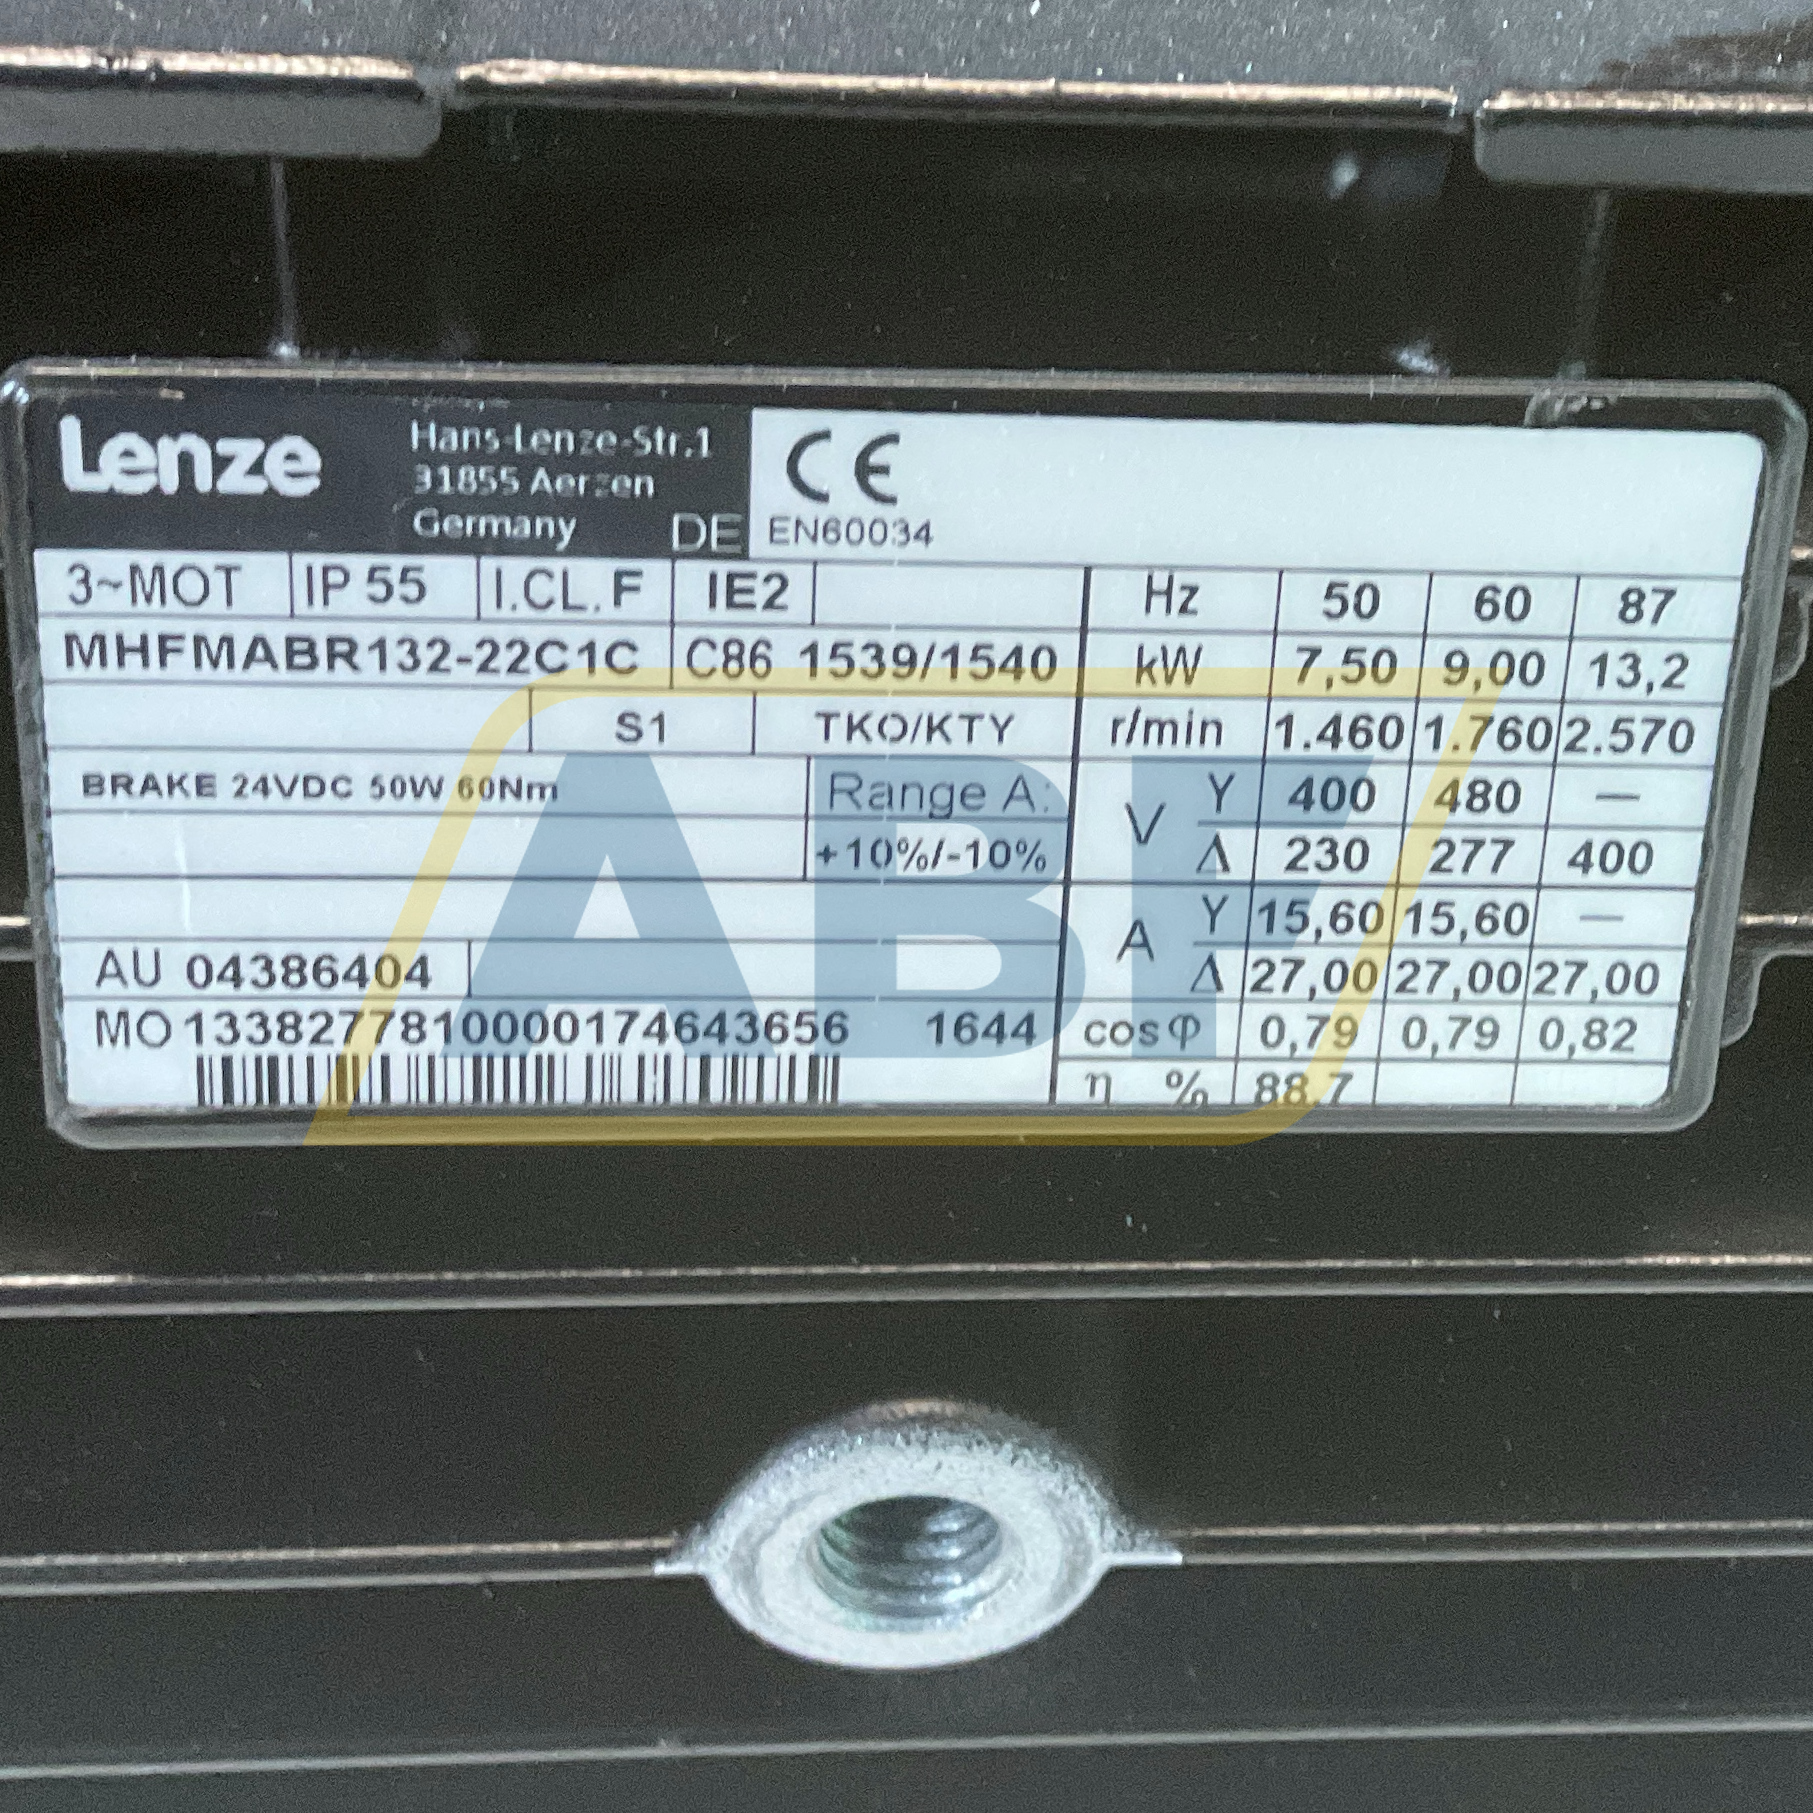 Lenze
Hans-Lenze-Str.1
31855 Aerzen
Germany DE
CE
EN60034
3~MOT IP 55 I.CL. F IE2 Hz 50 60 87
MHFMABR132-22C1C C86 1539/1540 kW 7,50 9,00 13,2
S1 TKO/KTY r/min 1.460 1.760 2.570
BRAKE 24VDC 50W 60Nm Range A: V Y 400 480 —
+10%/-10% Δ 230 277 400
A Y 15,60 15,60 —
AU 04386404 Δ 27,00 27,00 27,00
MO 13382778100000174643656 1644 cos φ 0,79 0,79 0,82
η % 88.7
ABF